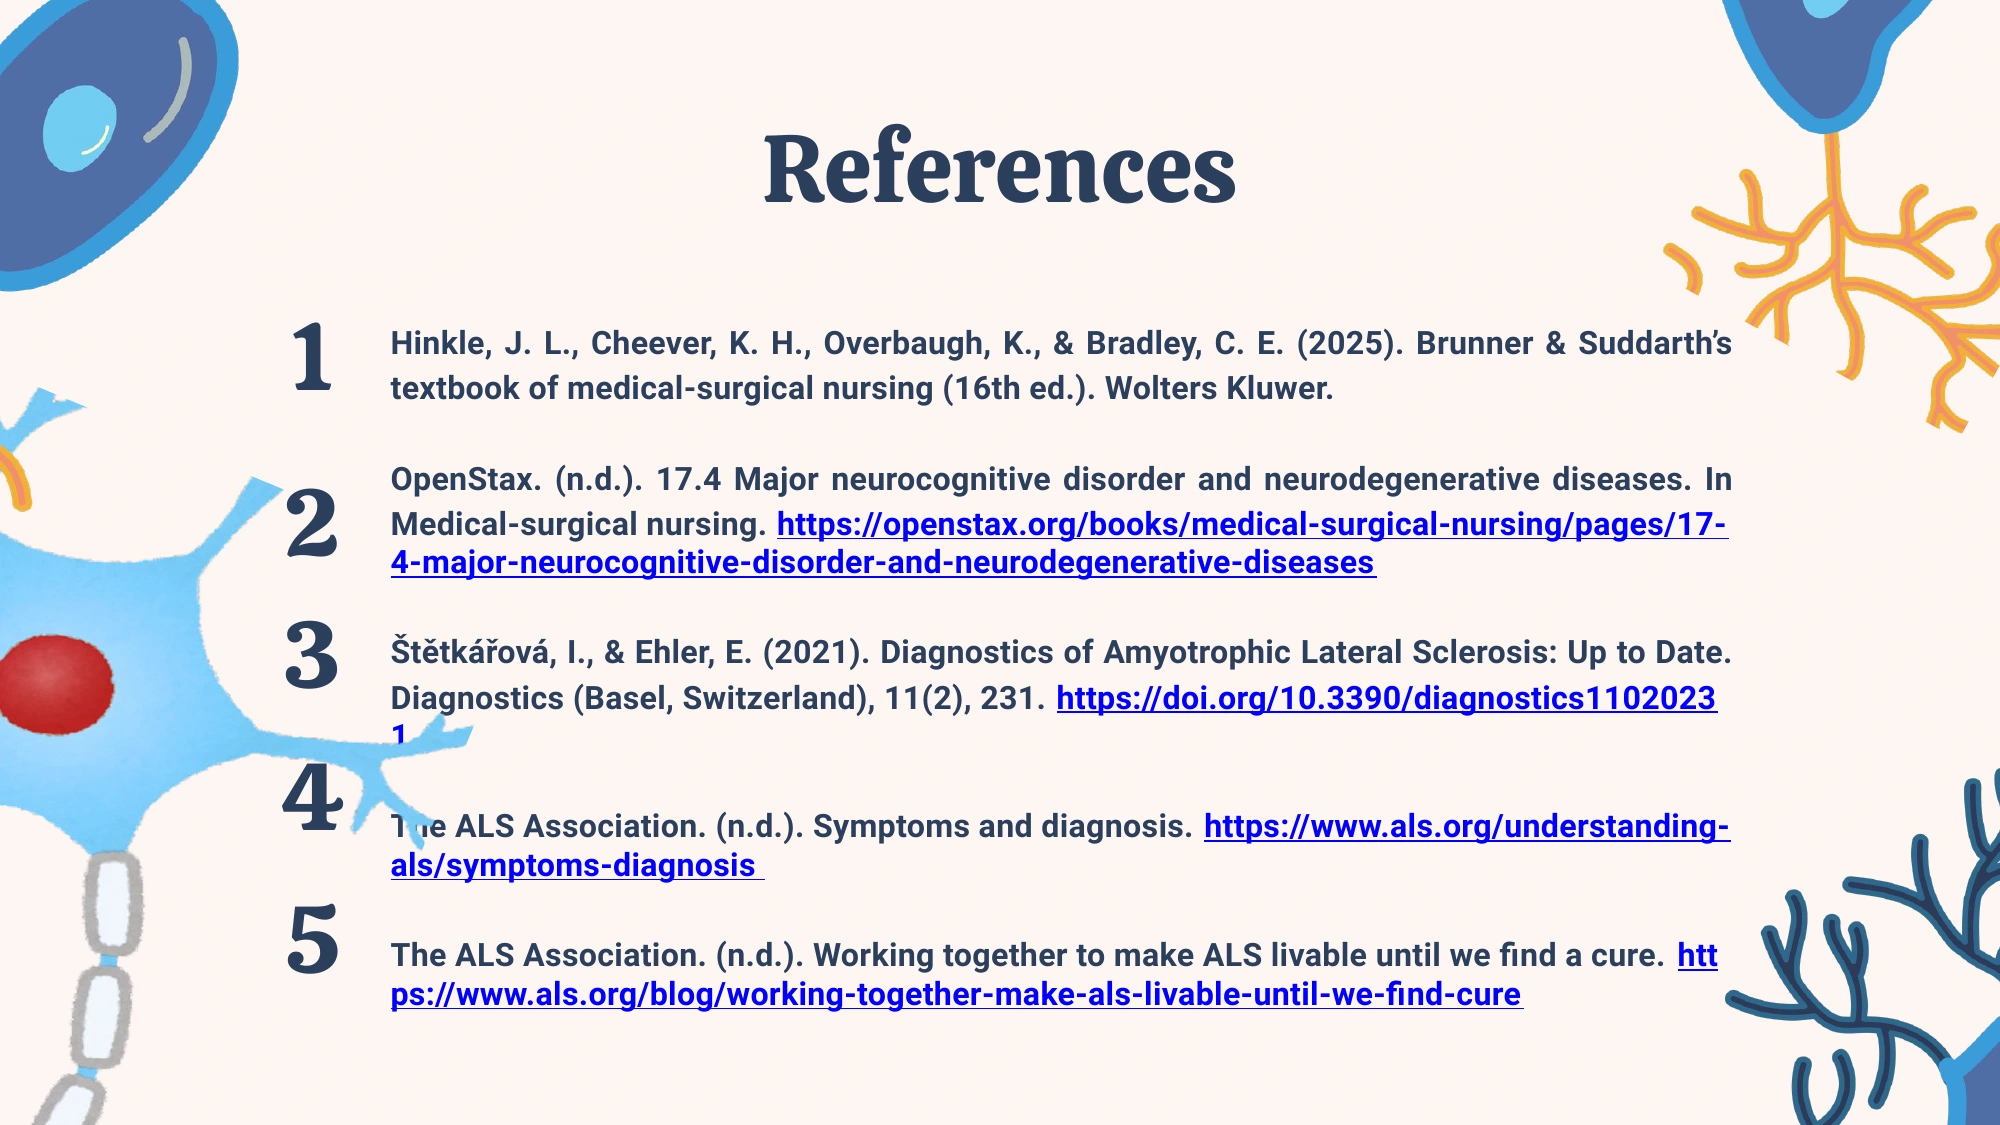 References
1
Hinkle, J. L., Cheever, K. H., Overbaugh, K., & Bradley, C. E. (2025). Brunner & Suddarth’s
textbook of medical-surgical nursing (16th ed.). Wolters Kluwer.
2
OpenStax. (n.d.). 17.4 Major neurocognitive disorder and neurodegenerative diseases. In
Medical-surgical nursing. https://openstax.org/books/medical-surgical-nursing/pages/17-
4-major-neurocognitive-disorder-and-neurodegenerative-diseases
3
Štětkářová, I., & Ehler, E. (2021). Diagnostics of Amyotrophic Lateral Sclerosis: Up to Date.
Diagnostics (Basel, Switzerland), 11(2), 231. https://doi.org/10.3390/diagnostics1102023
1
4
The ALS Association. (n.d.). Symptoms and diagnosis. https://www.als.org/understanding-
als/symptoms-diagnosis
5
The ALS Association. (n.d.). Working together to make ALS livable until we find a cure. htt
ps://www.als.org/blog/working-together-make-als-livable-until-we-find-cure